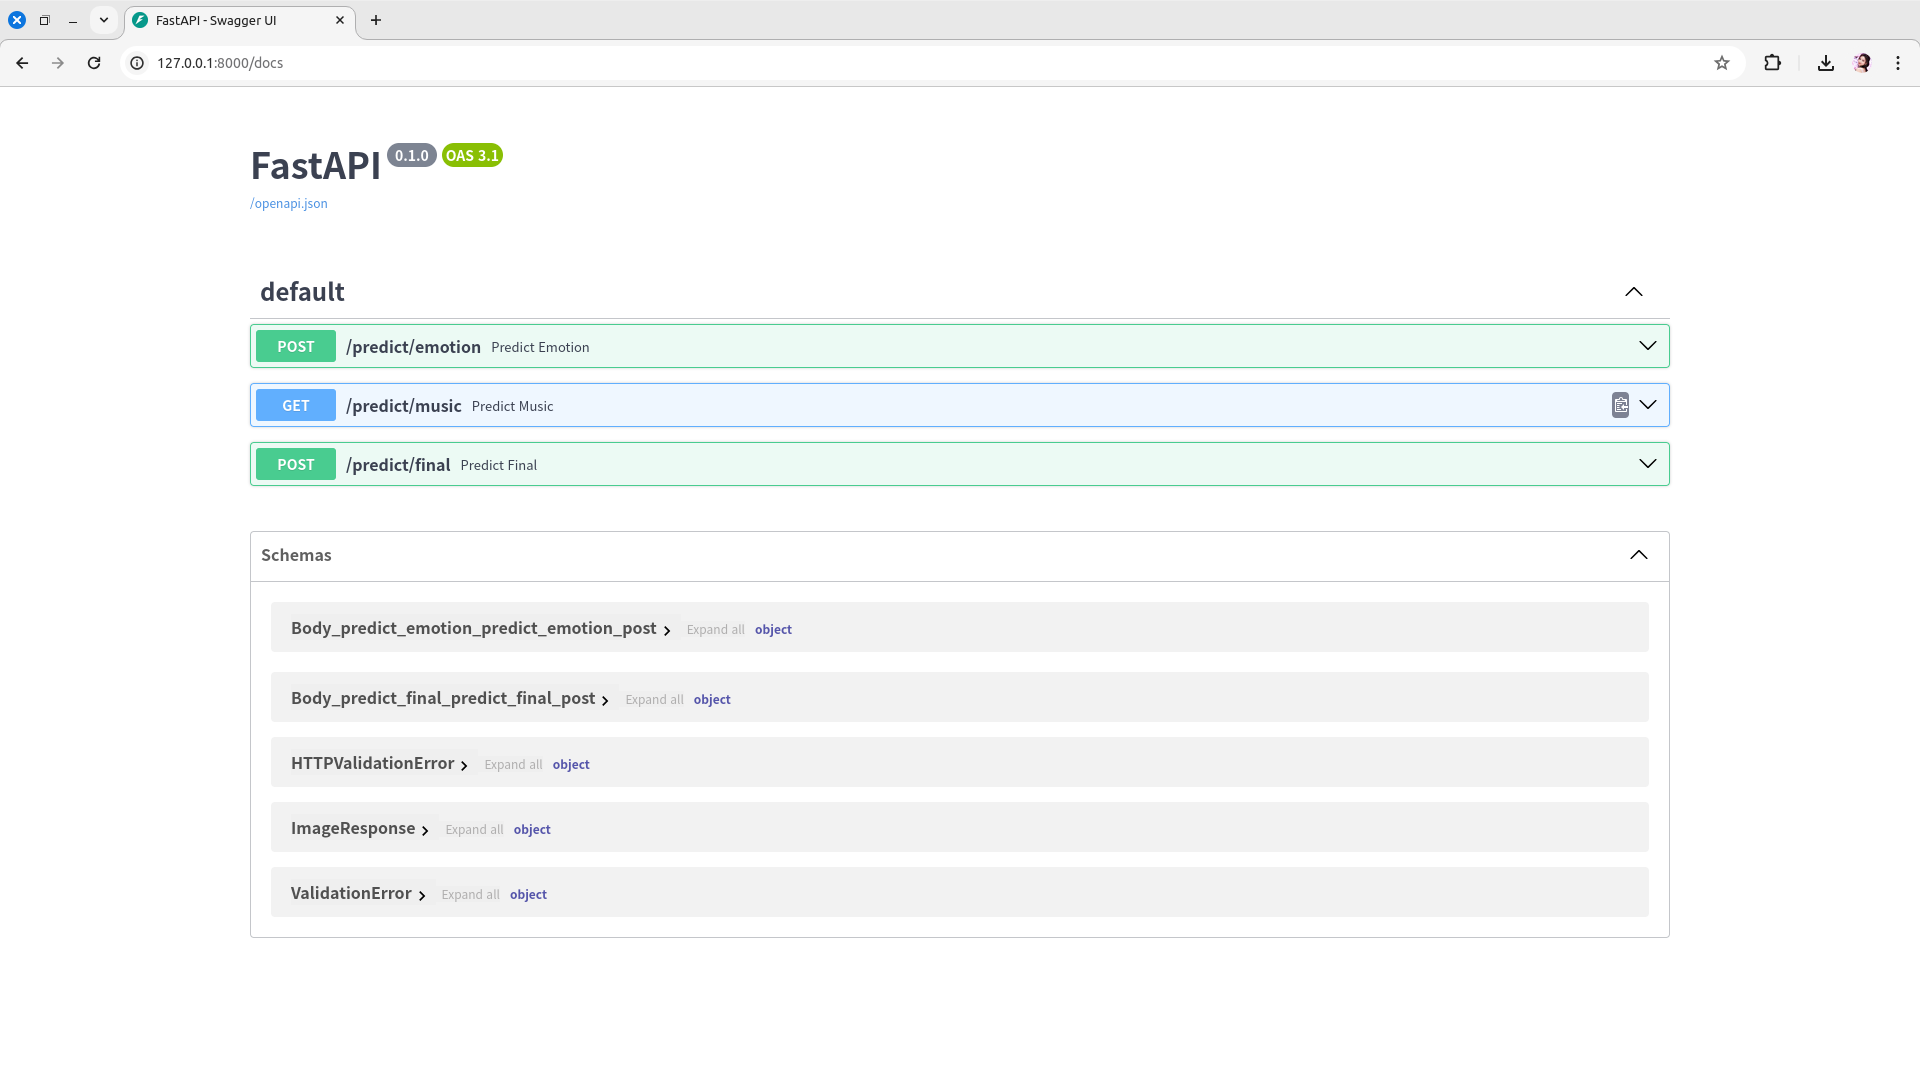 FastAPI - Swagger UI
127.0.0.1:8000/docs
FastAPI 0.1.0 OAS 3.1
/openapi.json
default
POST /predict/emotion Predict Emotion
GET /predict/music Predict Music
POST /predict/final Predict Final
Schemas
Body_predict_emotion_predict_emotion_post Expand all object
Body_predict_final_predict_final_post Expand all object
HTTPValidationError Expand all object
ImageResponse Expand all object
ValidationError Expand all object